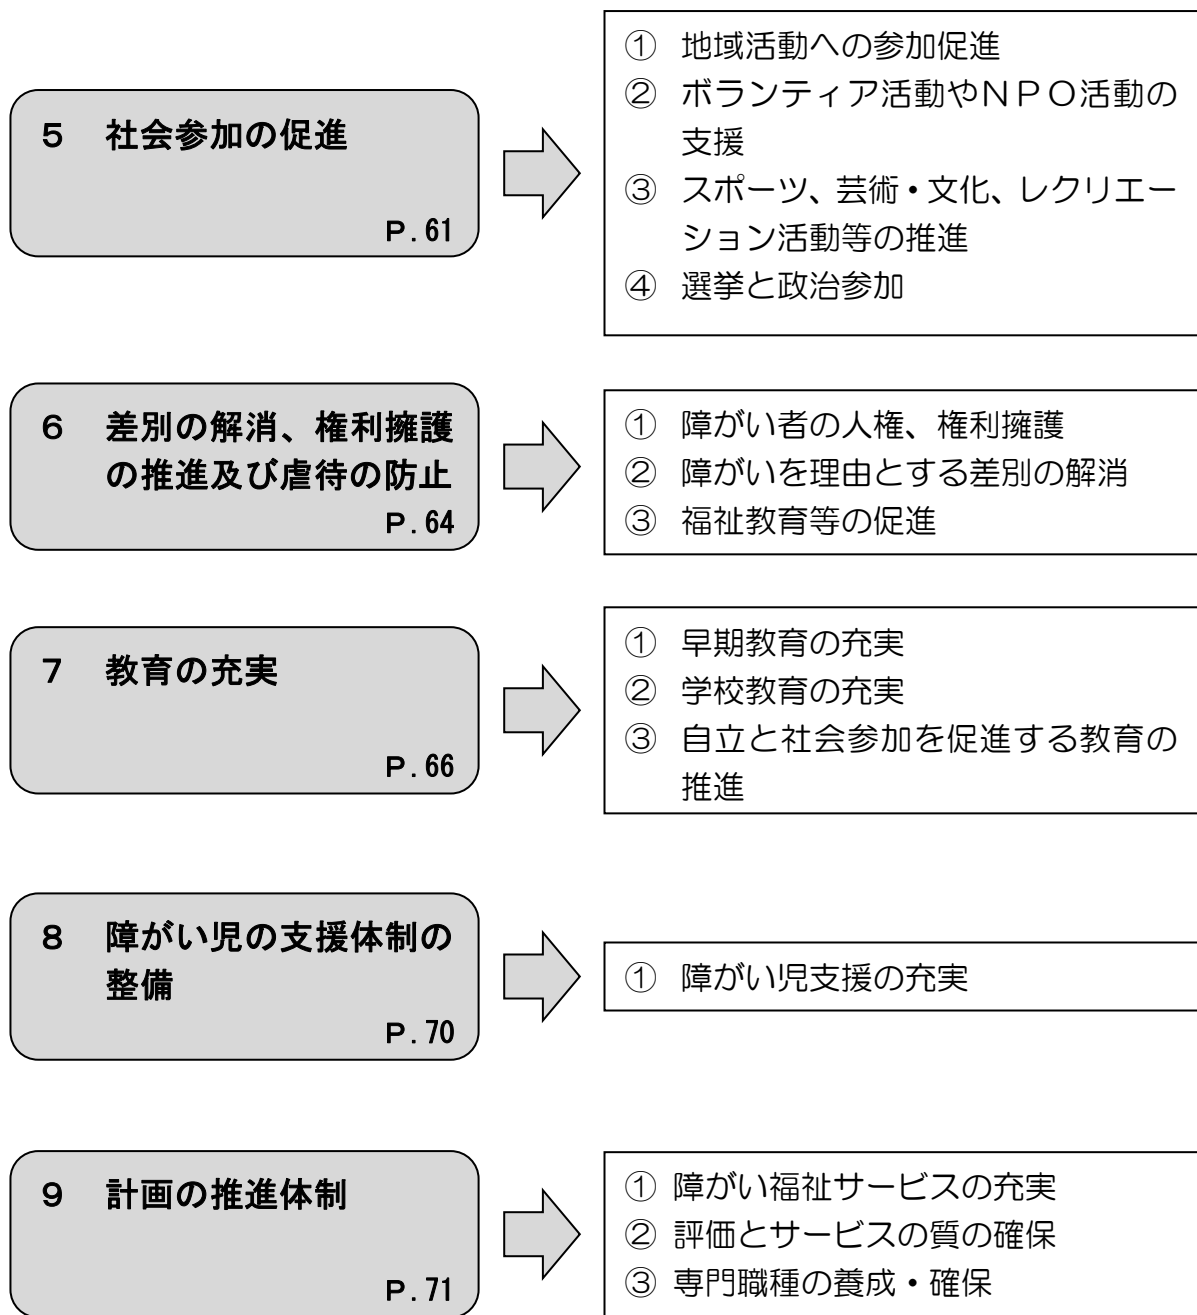 ５ 社会参加の促進
Ｐ.61
① 地域活動への参加促進
② ボランティア活動やＮＰＯ活動の
支援
③ スポーツ、芸術・文化、レクリエー
ション活動等の推進
④ 選挙と政治参加
６ 差別の解消、権利擁護
の推進及び虐待の防止
Ｐ.64
① 障がい者の人権、権利擁護
② 障がいを理由とする差別の解消
③ 福祉教育等の促進
７ 教育の充実
Ｐ.66
① 早期教育の充実
② 学校教育の充実
③ 自立と社会参加を促進する教育の
推進
８ 障がい児の支援体制の
整備
Ｐ.70
① 障がい児支援の充実
９ 計画の推進体制
Ｐ.71
① 障がい福祉サービスの充実
② 評価とサービスの質の確保
③ 専門職種の養成・確保